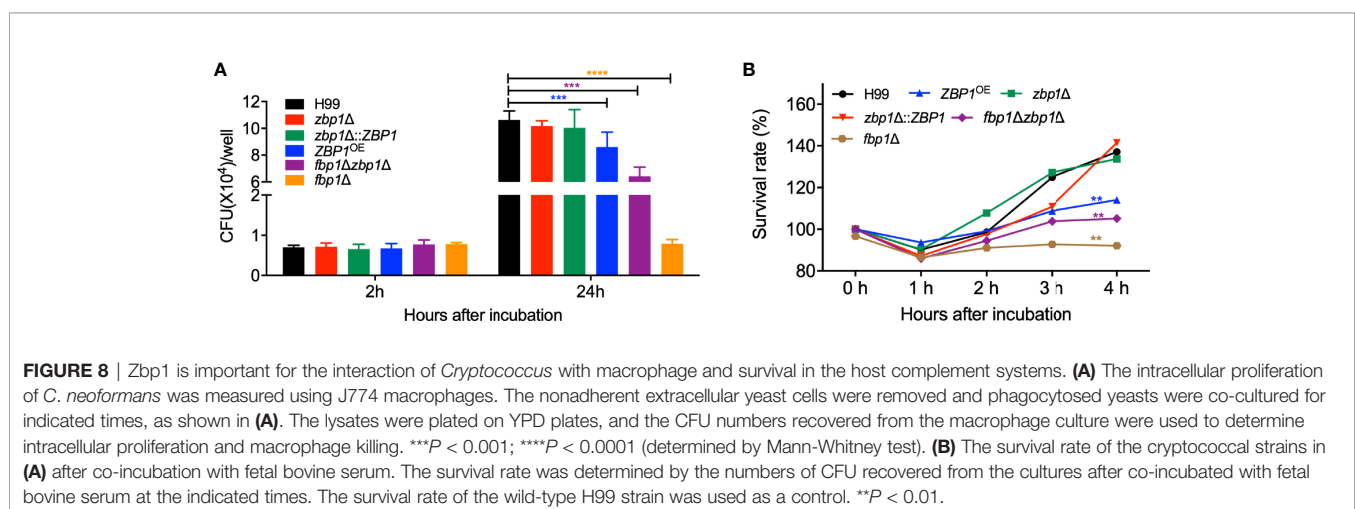 A
B
****
***
***
H99
zbp1Δ
zbp1Δ::ZBP1
ZBP1OE
fbp1Δzbp1Δ
fbp1Δ
CFU(X10⁴)/well
12
10
8
6
2
1
0
2h
24h
Hours after incubation
H99
ZBP1OE
zbp1Δ
zbp1Δ::ZBP1
fbp1Δzbp1Δ
fbp1Δ
Survival rate (%)
160
140
120
100
80
**
**
**
0 h
1 h
2 h
3 h
4 h
Hours after incubation
FIGURE 8 | Zbp1 is important for the interaction of Cryptococcus with macrophage and survival in the host complement systems. (A) The intracellular proliferation
of C. neoformans was measured using J774 macrophages. The nonadherent extracellular yeast cells were removed and phagocytosed yeasts were co-cultured for
indicated times, as shown in (A). The lysates were plated on YPD plates, and the CFU numbers recovered from the macrophage culture were used to determine
intracellular proliferation and macrophage killing. ***P < 0.001; ****P < 0.0001 (determined by Mann-Whitney test). (B) The survival rate of the cryptococcal strains in
(A) after co-incubation with fetal bovine serum. The survival rate was determined by the numbers of CFU recovered from the cultures after co-incubated with fetal
bovine serum at the indicated times. The survival rate of the wild-type H99 strain was used as a control. **P < 0.01.